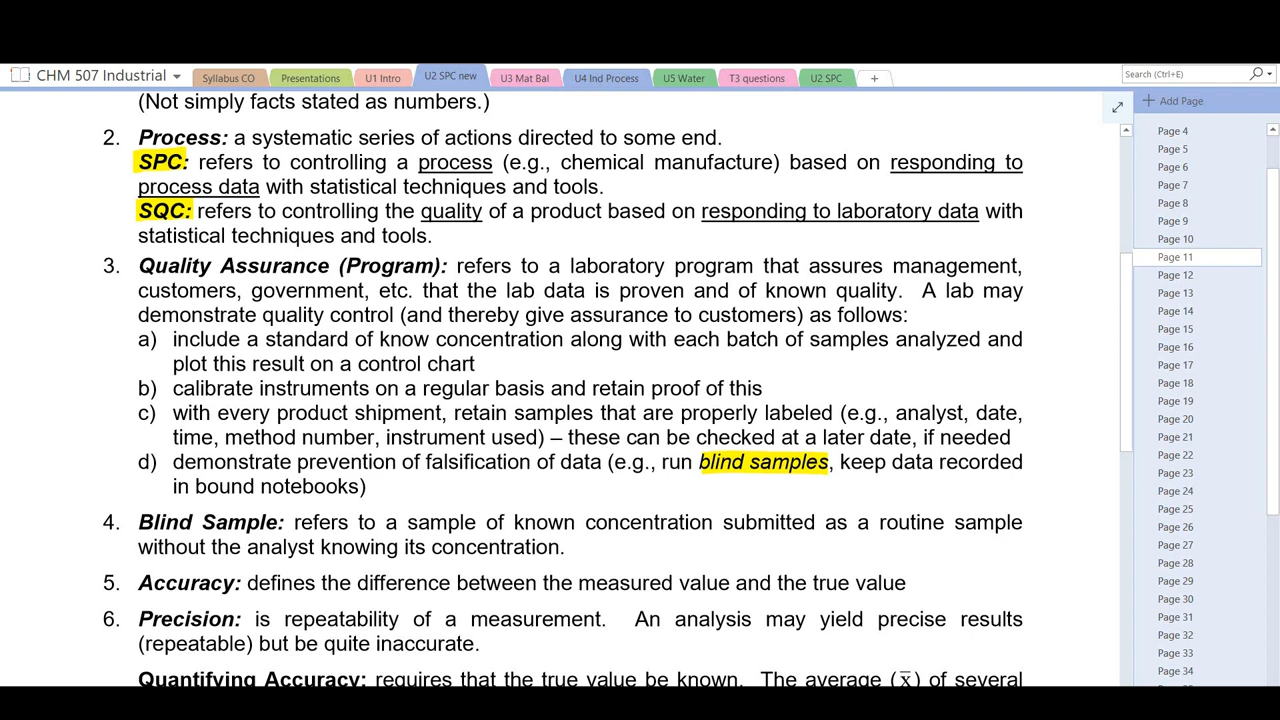 CHM 507 Industrial
Syllabus CO
Presentations
U1 Intro
U2 SPC new
U3 Mat Bal
U4 Ind Process
U5 Water
T3 questions
U2 SPC
Search (Ctrl+E)
(Not simply facts stated as numbers.)
2. Process: a systematic series of actions directed to some end.
SPC: refers to controlling a process (e.g., chemical manufacture) based on responding to
process data with statistical techniques and tools.
SQC: refers to controlling the quality of a product based on responding to laboratory data with
statistical techniques and tools.
3. Quality Assurance (Program): refers to a laboratory program that assures management,
customers, government, etc. that the lab data is proven and of known quality. A lab may
demonstrate quality control (and thereby give assurance to customers) as follows:
a) include a standard of know concentration along with each batch of samples analyzed and
plot this result on a control chart
b) calibrate instruments on a regular basis and retain proof of this
c) with every product shipment, retain samples that are properly labeled (e.g., analyst, date,
time, method number, instrument used) – these can be checked at a later date, if needed
d) demonstrate prevention of falsification of data (e.g., run blind samples, keep data recorded
in bound notebooks)
4. Blind Sample: refers to a sample of known concentration submitted as a routine sample
without the analyst knowing its concentration.
5. Accuracy: defines the difference between the measured value and the true value
6. Precision: is repeatability of a measurement. An analysis may yield precise results
(repeatable) but be quite inaccurate.
Quantifying Accuracy: requires that the true value be known. The average (x̅) of several
Add Page
Page 4
Page 5
Page 6
Page 7
Page 8
Page 9
Page 10
Page 11
Page 12
Page 13
Page 14
Page 15
Page 16
Page 17
Page 18
Page 19
Page 20
Page 21
Page 22
Page 23
Page 24
Page 25
Page 26
Page 27
Page 28
Page 29
Page 30
Page 31
Page 32
Page 33
Page 34